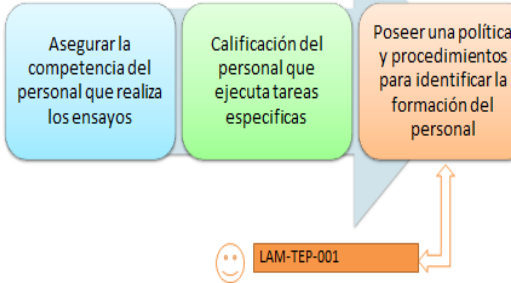 Asegurar la
competencia del
personal que realiza
los ensayos
Calificación del
personal que
ejecuta tareas
especificas
Poseer una política
y procedimientos
para identificar la
formación del
personal
LAM-TEP-001